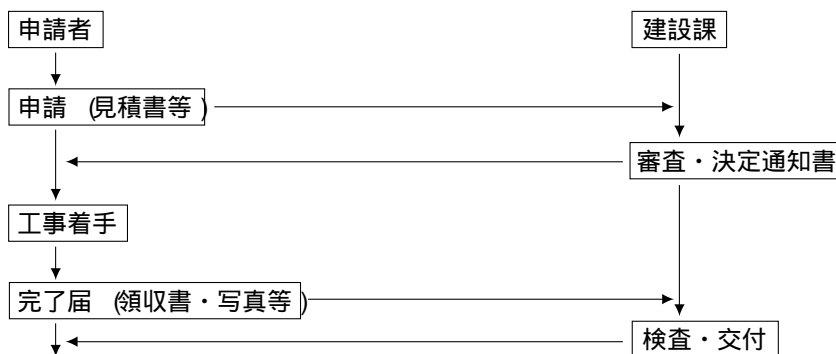 申請者
建設課
申請 (見積書等)
審査・決定通知書
工事着手
完了届 (領収書・写真等)
検査・交付